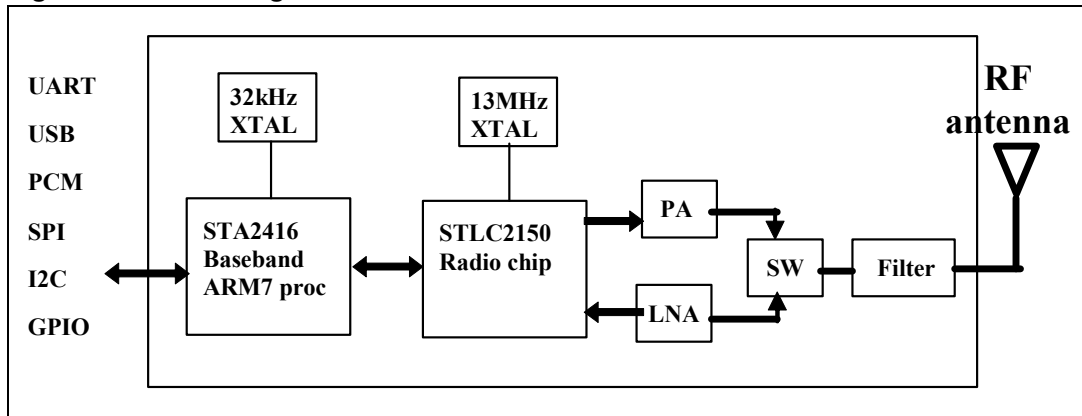 UART
USB
PCM
SPI
I2C
GPIO
32kHz
XTAL
13MHz
XTAL
STA2416
Baseband
ARM7 proc
STLC2150
Radio chip
PA
LNA
SW
Filter
RF
antenna